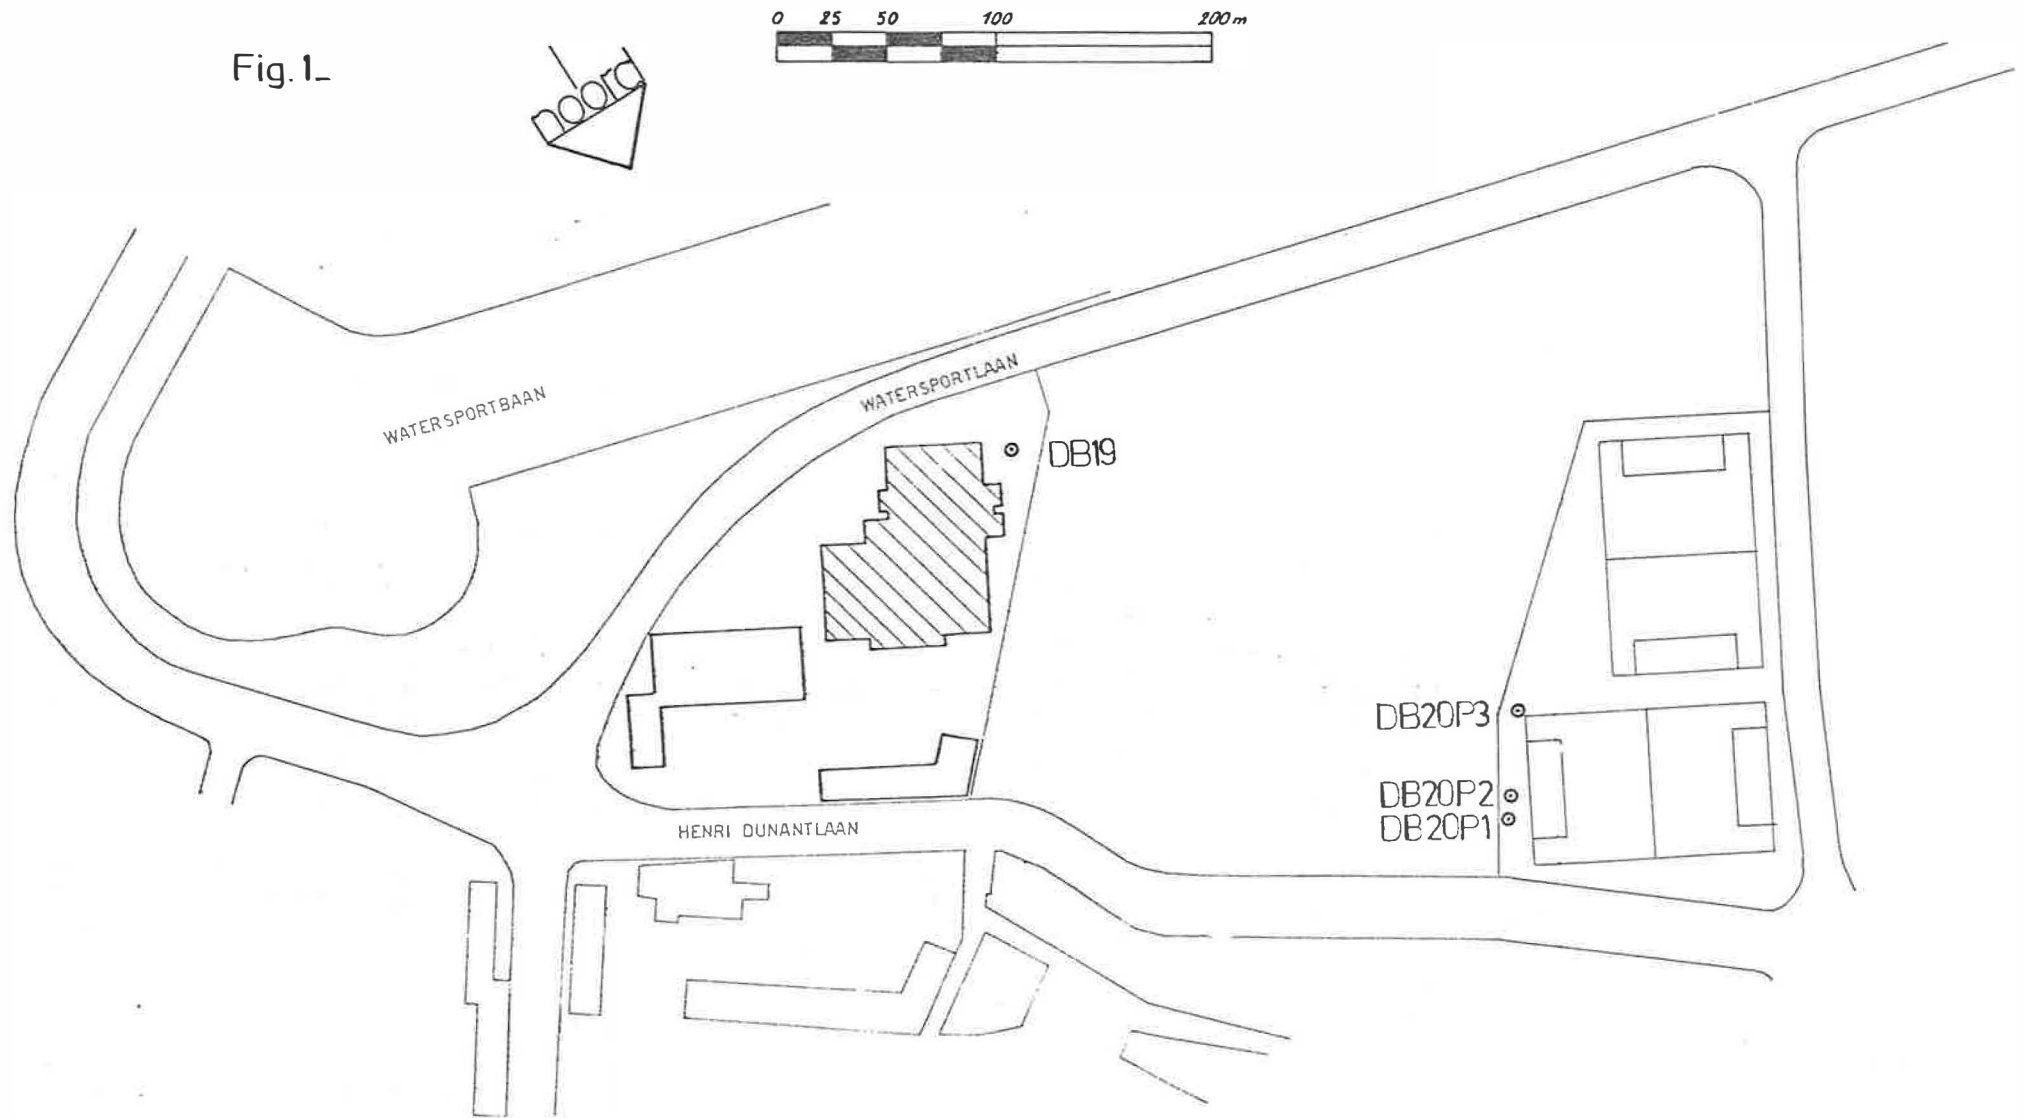 0 25 50 100 200 m
Fig. 1_
noord
WATERSPORTBAAN
WATERSPORTLAAN
DB19
DB20P3
DB20P2
DB20P1
HENRI DUNANTLAAN